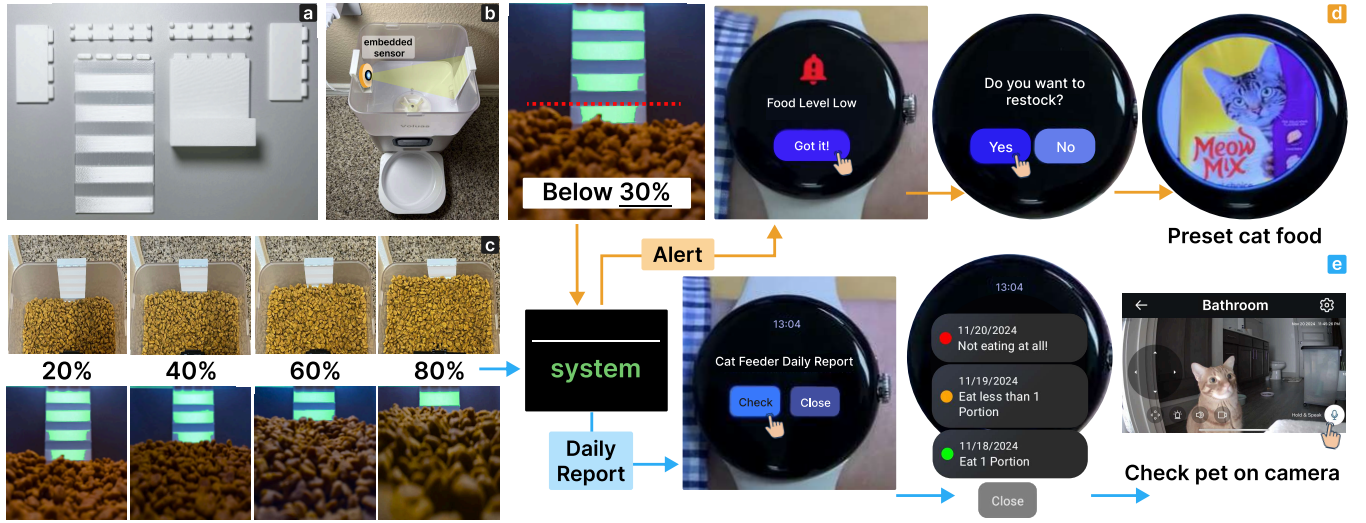 a
b
embedded
sensor
Below 30%
Food Level Low
Got it!
Do you want to
restock?
Yes
No
d
Meow
Mix
Preset cat food
c
20%
40%
60%
80%
Alert
system
Daily
Report
13:04
Cat Feeder Daily Report
Check
Close
13:04
11/20/2024
Not eating at all!
11/19/2024
Eat less than 1
Portion
11/18/2024
Eat 1 Portion
Close
e
Bathroom
Hold & Speak
Check pet on camera